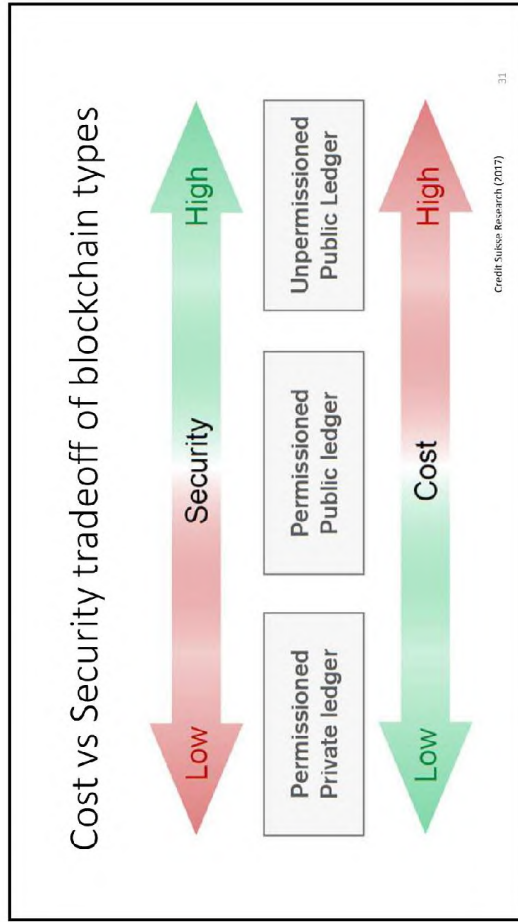 Cost vs Security tradeoff of blockchain types
Low
Security
High
Permissioned
Private ledger
Permissioned
Public ledger
Unpermissioned
Public Ledger
Low
Cost
High
Credit Suisse Research (2017)
31